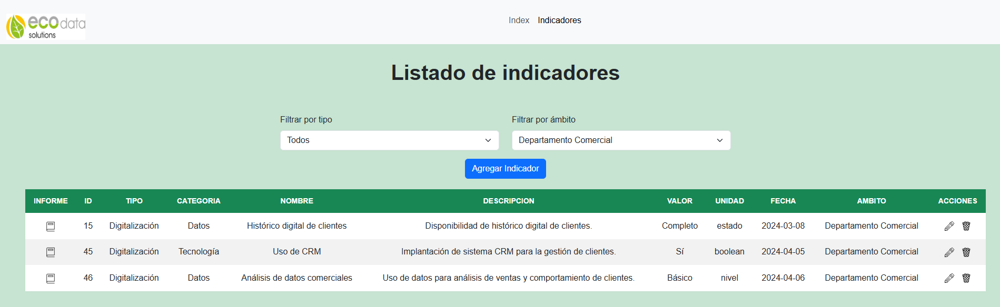 eco data
solutions
Index Indicadores
Listado de indicadores
Filtrar por tipo Filtrar por ámbito
Todos Departamento Comercial
Agregar Indicador
INFORME ID TIPO CATEGORIA NOMBRE DESCRIPCION VALOR UNIDAD FECHA AMBITO ACCIONES
15 Digitalización Datos Histórico digital de clientes Disponibilidad de histórico digital de clientes. Completo estado 2024-03-08 Departamento Comercial
45 Digitalización Tecnología Uso de CRM Implantación de sistema CRM para la gestión de clientes. Sí boolean 2024-04-05 Departamento Comercial
46 Digitalización Datos Análisis de datos comerciales Uso de datos para análisis de ventas y comportamiento de clientes. Básico nivel 2024-04-06 Departamento Comercial